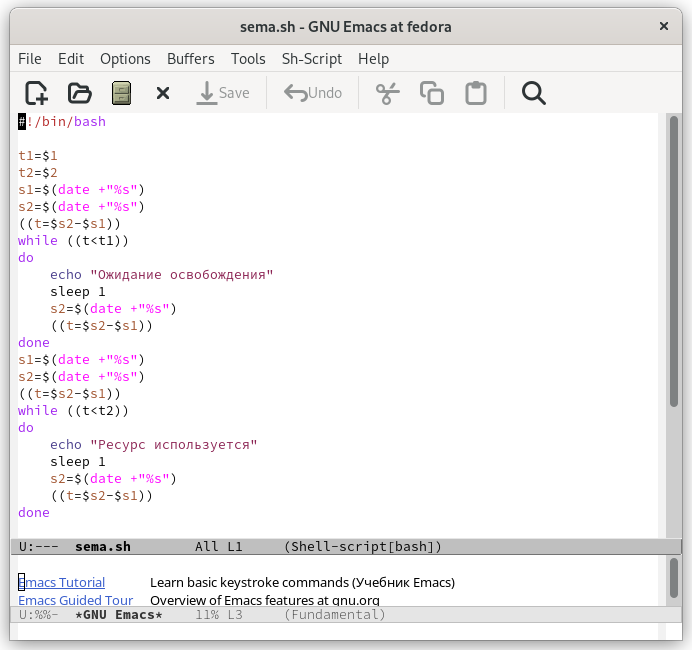 sema.sh - GNU Emacs at fedora
File Edit Options Buffers Tools Sh-Script Help
Save Undo
#!/bin/bash
t1=$1
t2=$2
s1=$(date +"%s")
s2=$(date +"%s")
((t=$s2-$s1))
while ((t<t1))
do
    echo "Ожидание освобождения"
    sleep 1
    s2=$(date +"%s")
    ((t=$s2-$s1))
done
s1=$(date +"%s")
s2=$(date +"%s")
((t=$s2-$s1))
while ((t<t2))
do
    echo "Ресурс используется"
    sleep 1
    s2=$(date +"%s")
    ((t=$s2-$s1))
done
U:--- sema.sh All L1 (Shell-script[bash])
Emacs Tutorial Learn basic keystroke commands (Учебник Emacs)
Emacs Guided Tour Overview of Emacs features at gnu.org
U:%%- *GNU Emacs* 11% L3 (Fundamental)